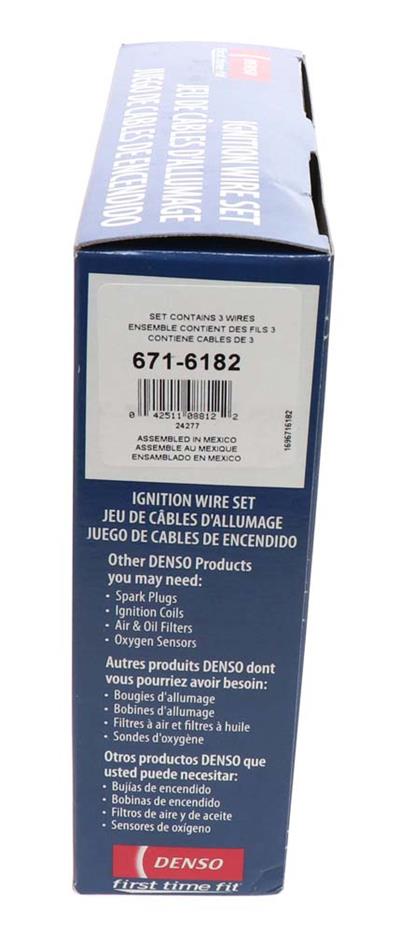 DENSO
first time fit
IGNITION WIRE SET
JEU DE CÂBLES D'ALLUMAGE
JUEGO DE CABLES DE ENCENDIDO
SET CONTAINS 3 WIRES
ENSEMBLE CONTIENT DES FILS 3
CONTIENE CABLES DE 3
671-6182
0 42511 08812 2
24277
ASSEMBLED IN MEXICO
ASSEMBLE AU MEXIQUE
ENSAMBLADO EN MEXICO
1696716182
IGNITION WIRE SET
JEU DE CÂBLES D'ALLUMAGE
JUEGO DE CABLES DE ENCENDIDO
Other DENSO Products
you may need:
• Spark Plugs
• Ignition Coils
• Air & Oil Filters
• Oxygen Sensors
Autres produits DENSO dont
vous pourriez avoir besoin:
• Bougies d'allumage
• Bobines d'allumage
• Filtres à air et filtres à huile
• Sondes d'oxygène
Otros productos DENSO que
usted puede necesitar:
• Bujías de encendido
• Bobinas de encendido
• Filtros de aire y de aceite
• Sensores de oxígeno
DENSO
first time fit